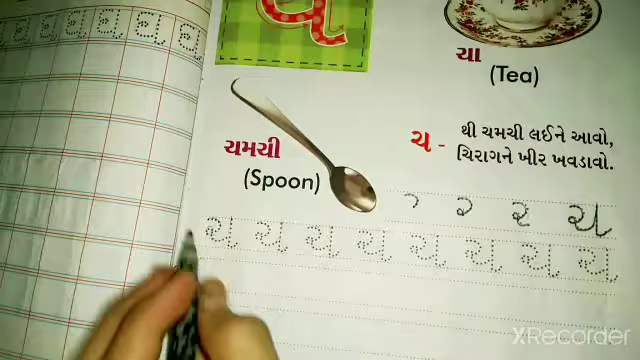 ચ
ચા
(Tea)
ચમચી
(Spoon)
ચ - થી ચમચી લઈને આવો,
ચિરાગને ખીર ખવડાવો.
ચ
ચ ચ ચ ચ ચ ચ ચ ચ
XRecorder